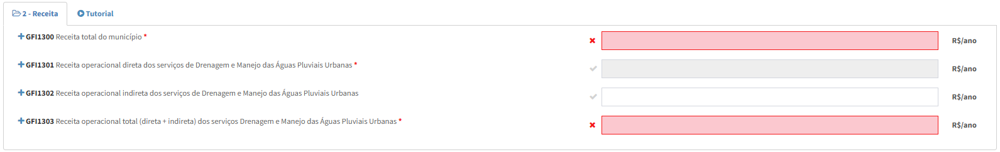 2 - Receita
Tutorial
GFI1300 Receita total do município *
R$/ano
GFI1301 Receita operacional direta dos serviços de Drenagem e Manejo das Águas Pluviais Urbanas *
R$/ano
GFI1302 Receita operacional indireta dos serviços de Drenagem e Manejo das Águas Pluviais Urbanas
R$/ano
GFI1303 Receita operacional total (direta + indireta) dos serviços Drenagem e Manejo das Águas Pluviais Urbanas *
R$/ano